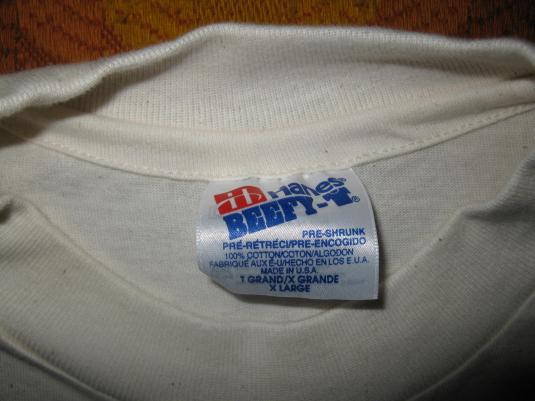 Hanes
BEEFY-T®
PRE-SHRUNK
PRE-RÉTRÉCI/PRE-ENCOGIDO
100% COTTON/COTON/ALGODON
FABRIQUÉ AUX É-U/HECHO EN LOS E.U.A.
MADE IN U.S.A.
T GRAND/X GRANDE
X LARGE